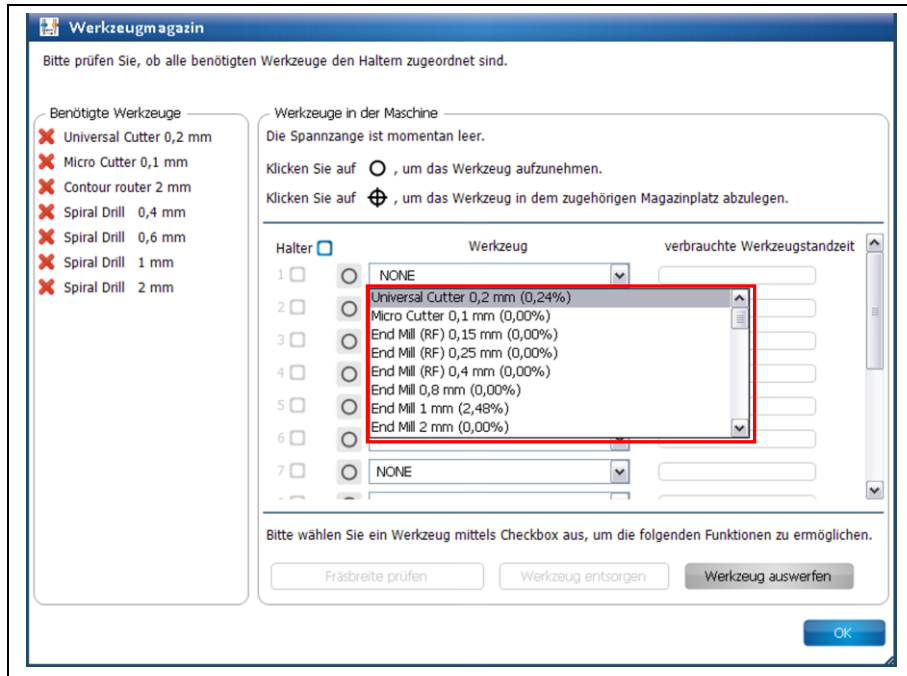 Werkzeugmagazin
Bitte prüfen Sie, ob alle benötigten Werkzeuge den Haltern zugeordnet sind.
Benötigte Werkzeuge
Universal Cutter 0,2 mm
Micro Cutter 0,1 mm
Contour router 2 mm
Spiral Drill 0,4 mm
Spiral Drill 0,6 mm
Spiral Drill 1 mm
Spiral Drill 2 mm
Werkzeuge in der Maschine
Die Spannzange ist momentan leer.
Klicken Sie auf , um das Werkzeug aufzunehmen.
Klicken Sie auf , um das Werkzeug in dem zugehörigen Magazinplatz abzulegen.
Halter Werkzeug verbrauchte Werkzeugstandzeit
1 NONE
2 Universal Cutter 0,2 mm (0,24%)
Micro Cutter 0,1 mm (0,00%)
3 End Mill (RF) 0,15 mm (0,00%)
End Mill (RF) 0,25 mm (0,00%)
4 End Mill (RF) 0,4 mm (0,00%)
End Mill 0,8 mm (0,00%)
5 End Mill 1 mm (2,48%)
End Mill 2 mm (0,00%)
6
7 NONE
Bitte wählen Sie ein Werkzeug mittels Checkbox aus, um die folgenden Funktionen zu ermöglichen.
Fräsbreite prüfen Werkzeug entsorgen Werkzeug auswerfen
OK